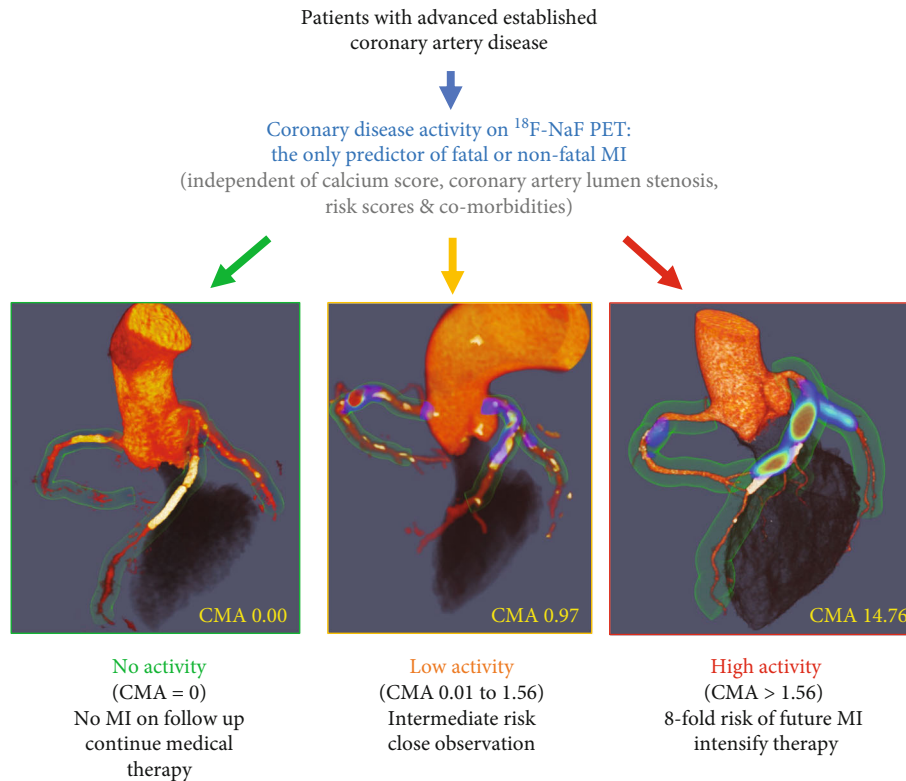 Patients with advanced established
coronary artery disease
Coronary disease activity on ¹⁸F-NaF PET:
the only predictor of fatal or non-fatal MI
(independent of calcium score, coronary artery lumen stenosis,
risk scores & co-morbidities)
CMA 0.00
CMA 0.97
CMA 14.76
No activity
(CMA = 0)
No MI on follow up
continue medical
therapy
Low activity
(CMA 0.01 to 1.56)
Intermediate risk
close observation
High activity
(CMA > 1.56)
8-fold risk of future MI
intensify therapy